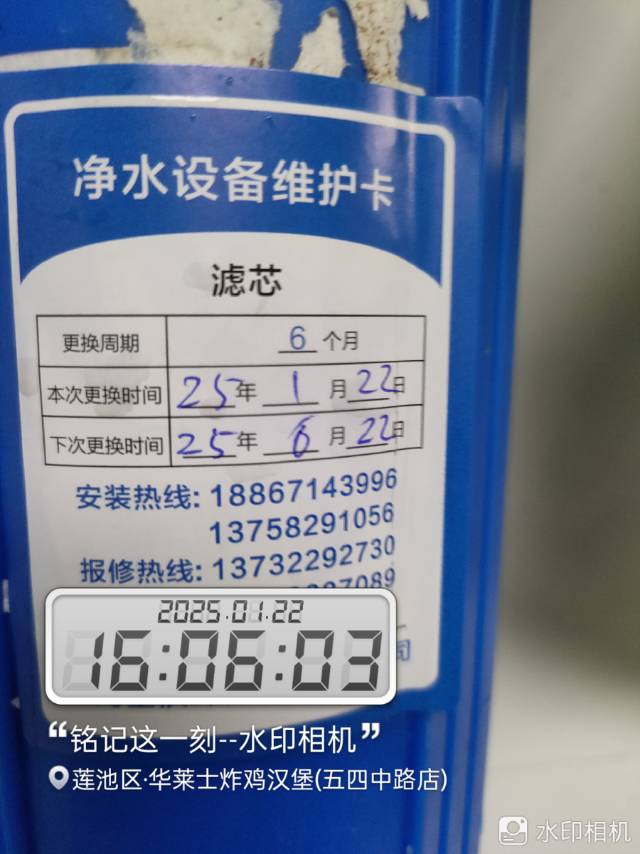 净水设备维护卡
滤芯
更换周期 6 个月
本次更换时间 25年 1 月 22日
下次更换时间 25年 6 月 22日
安装热线: 18867143996
13758291056
报修热线: 13732292730
7089
2025.01.22
16:06:03
“铭记这一刻--水印相机”
莲池区·华莱士炸鸡汉堡(五四中路店)
水印相机